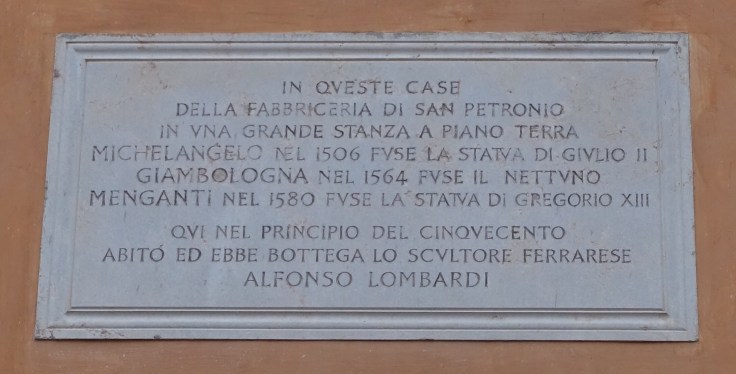 IN QVESTE CASE
DELLA FABBRICERIA DI SAN PETRONIO
IN VNA GRANDE STANZA A PIANO TERRA
MICHELANGELO NEL 1506 FVSE LA STATVA DI GIVLIO II
GIAMBOLOGNA NEL 1564 FVSE IL NETTVNO
MENGANTI NEL 1580 FVSE LA STATVA DI GREGORIO XIII
QVI NEL PRINCIPIO DEL CINQVECENTO
ABITÓ ED EBBE BOTTEGA LO SCVLTORE FERRARESE
ALFONSO LOMBARDI